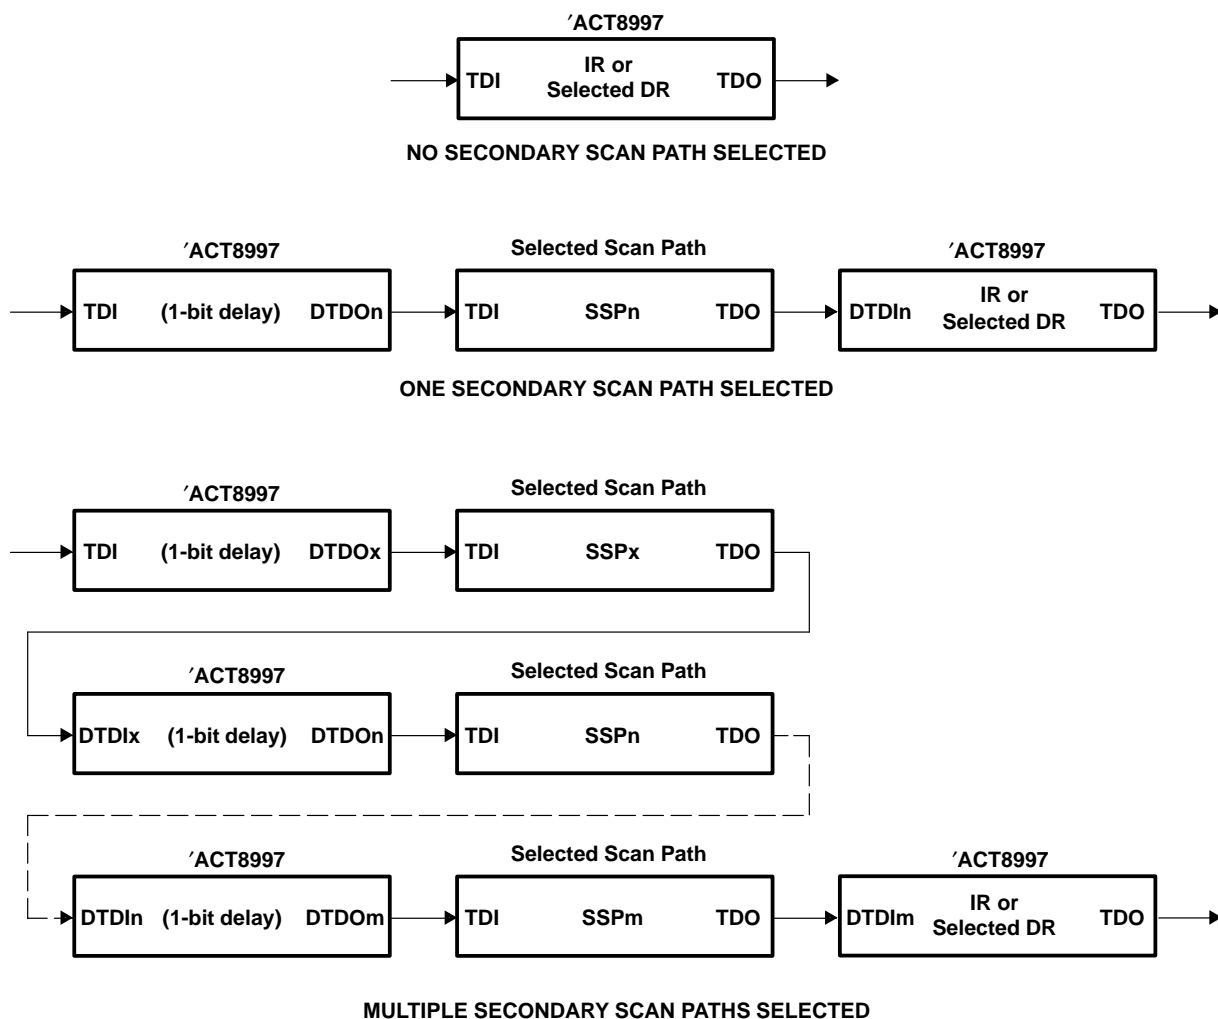 ′ACT8997
TDI
IR or
Selected DR
TDO
NO SECONDARY SCAN PATH SELECTED
′ACT8997
Selected Scan Path
′ACT8997
TDI (1-bit delay) DTDOn
TDI SSPn TDO
DTDIn
IR or
Selected DR
TDO
ONE SECONDARY SCAN PATH SELECTED
′ACT8997
Selected Scan Path
TDI (1-bit delay) DTDOx
TDI SSPx TDO
′ACT8997
Selected Scan Path
DTDIx (1-bit delay) DTDOn
TDI SSPn TDO
′ACT8997
Selected Scan Path
′ACT8997
DTDIn (1-bit delay) DTDOm
TDI SSPm TDO
DTDIm
IR or
Selected DR
TDO
MULTIPLE SECONDARY SCAN PATHS SELECTED